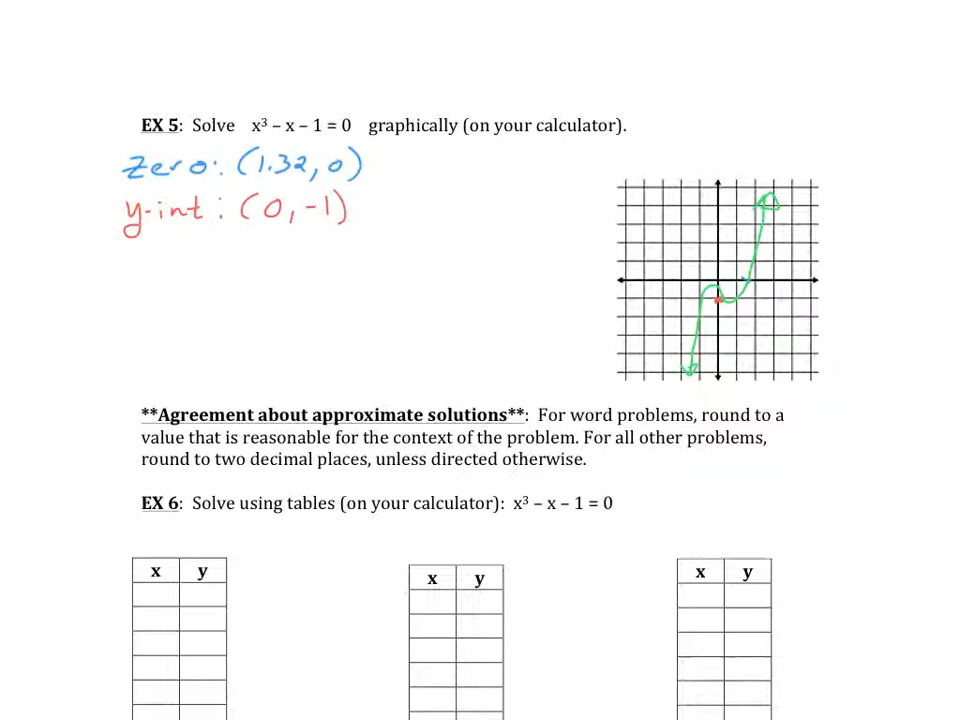 EX 5: Solve x³ – x – 1 = 0 graphically (on your calculator).
zero: (1.32, 0)
y-int: (0, -1)
**Agreement about approximate solutions**: For word problems, round to a
value that is reasonable for the context of the problem. For all other problems,
round to two decimal places, unless directed otherwise.
EX 6: Solve using tables (on your calculator): x³ – x – 1 = 0
x y
x y
x y